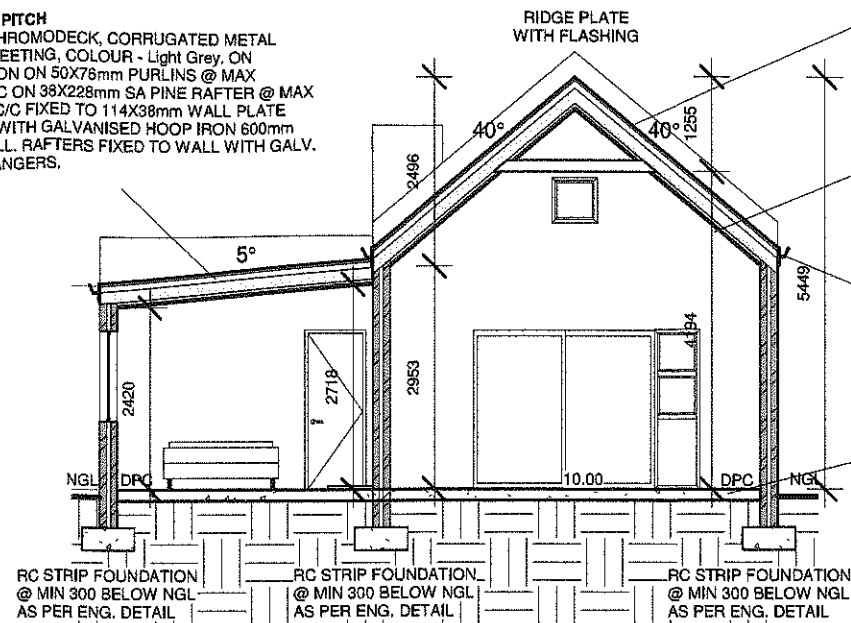 PITCH
HROMODECK, CORRUGATED METAL
EETING, COLOUR - Light Grey, ON
ON ON 50X76mm PURLINS @ MAX
C ON 38X228mm SA PINE RAFTER @ MAX
C/C FIXED TO 114X38mm WALL PLATE
WITH GALVANISED HOOP IRON 600mm
LL. RAFTERS FIXED TO WALL WITH GALV.
ANGERS.
RIDGE PLATE
WITH FLASHING
40°
40°
1255
2496
5°
5449
4194
2420
2718
2953
10.00
NGL DPC
DPC NGL
RC STRIP FOUNDATION
@ MIN 300 BELOW NGL
AS PER ENG. DETAIL
RC STRIP FOUNDATION
@ MIN 300 BELOW NGL
AS PER ENG. DETAIL
RC STRIP FOUNDATION
@ MIN 300 BELOW NGL
AS PER ENG. DETAIL